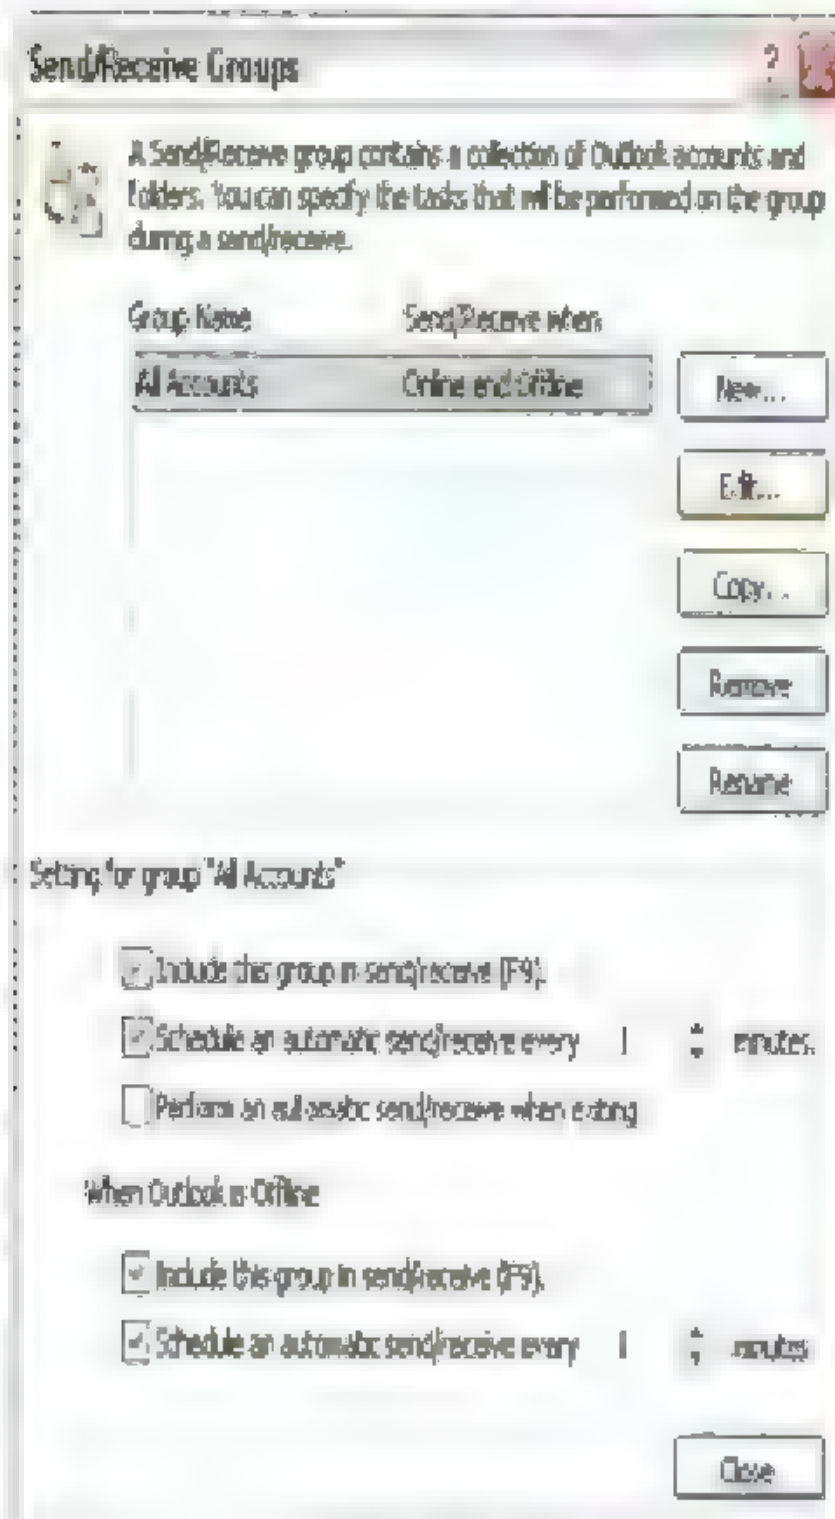 Send/Receive Groups
?
A Send/Receive group contains a collection of Outlook accounts and
folders. You can specify the tasks that will be performed on the group
during a send/receive.
Group Name Send/Receive when
All Accounts Online and Offline
New...
Edit...
Copy...
Remove
Rename
Setting for group "All Accounts"
Include this group in send/receive (F9).
Schedule an automatic send/receive every 1 minutes.
Perform an automatic send/receive when exiting
When Outlook is Offline
Include this group in send/receive (F9).
Schedule an automatic send/receive every 1 minutes
Close